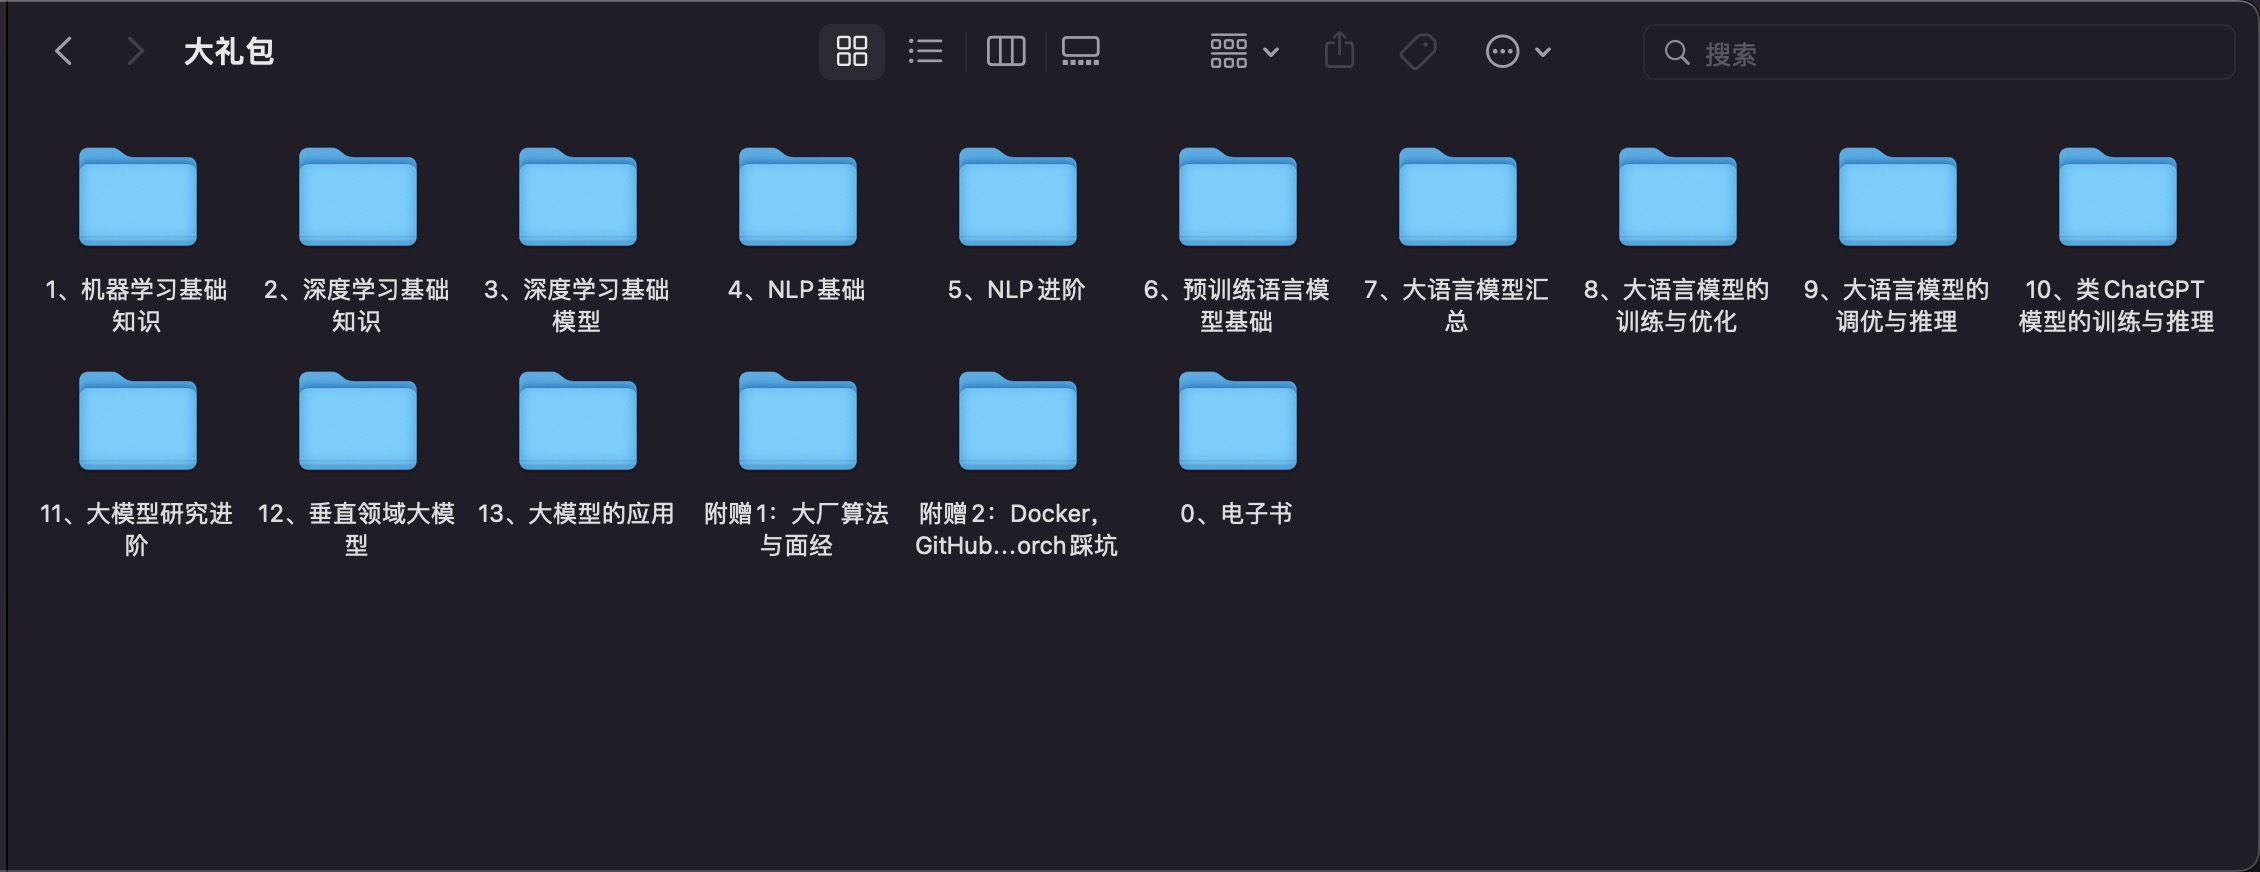 大礼包
搜索
1、机器学习基础
知识
2、深度学习基础
知识
3、深度学习基础
模型
4、NLP基础
5、NLP进阶
6、预训练语言模
型基础
7、大语言模型汇
总
8、大语言模型的
训练与优化
9、大语言模型的
调优与推理
10、类ChatGPT
模型的训练与推理
11、大模型研究进
阶
12、垂直领域大模
型
13、大模型的应用
附赠1：大厂算法
与面经
附赠2：Docker，
GitHub...orch踩坑
0、电子书